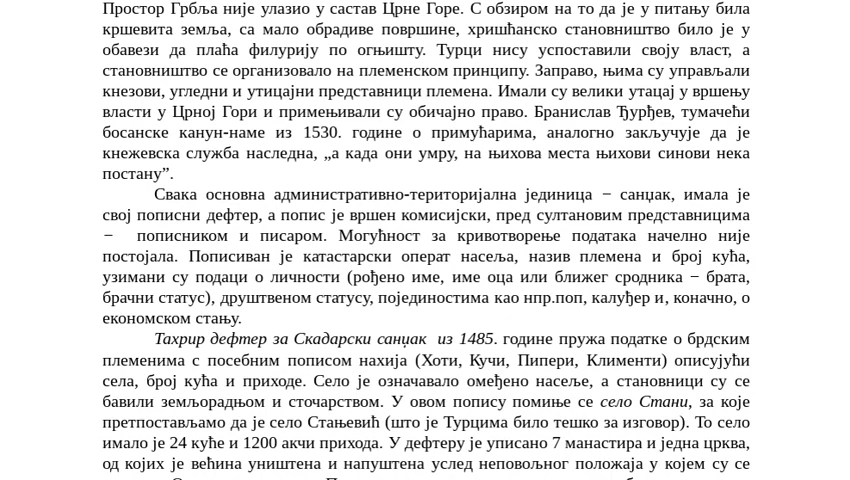 Простор Грбља није улазио у састав Црне Горе. С обзиром на то да је у питању била
кршевита земља, са мало обрадиве површине, хришћанско становништво било је у
обавези да плаћа филурију по огњишту. Турци нису успоставили своју власт, а
становништво се организовало на племенском принципу. Заправо, њима су управљали
кнезови, угледни и утицајни представници племена. Имали су велики утацај у вршењу
власти у Црној Гори и примењивали су обичајно право. Бранислав Ђурђев, тумачећи
босанске канун-наме из 1530. године о примућарима, аналогно закључује да је
кнежевска служба наследна, „а када они умру, на њихова места њихови синови нека
постану”.
Свака основна административно-територијална јединица − санџак, имала је
свој пописни дефтер, а попис је вршен комисијски, пред султановим представницима
− пописником и писаром. Могућност за кривотворење података начелно није
постојала. Пописиван је катастарски операт насеља, назив племена и број кућа,
узимани су подаци о личности (рођено име, име оца или ближег сродника − брата,
брачни статус), друштвеном статусу, појединостима као нпр.поп, калуђер и, коначно, о
економском стању.
Тахрир дефтер за Скадарски санџак из 1485. године пружа податке о брдским
племенима с посебним пописом нахија (Хоти, Кучи, Пипери, Клименти) описујући
села, број кућа и приходе. Село је означавало омеђено насеље, а становници су се
бавили земљорадњом и сточарством. У овом попису помиње се село Стани, за које
претпостављамо да је село Стањевић (што је Турцима било тешко за изговор). То село
имало је 24 куће и 1200 акчи прихода. У дефтеру је уписано 7 манастира и једна црква,
од којих је већина уништена и напуштена услед неповољног положаја у којем су се